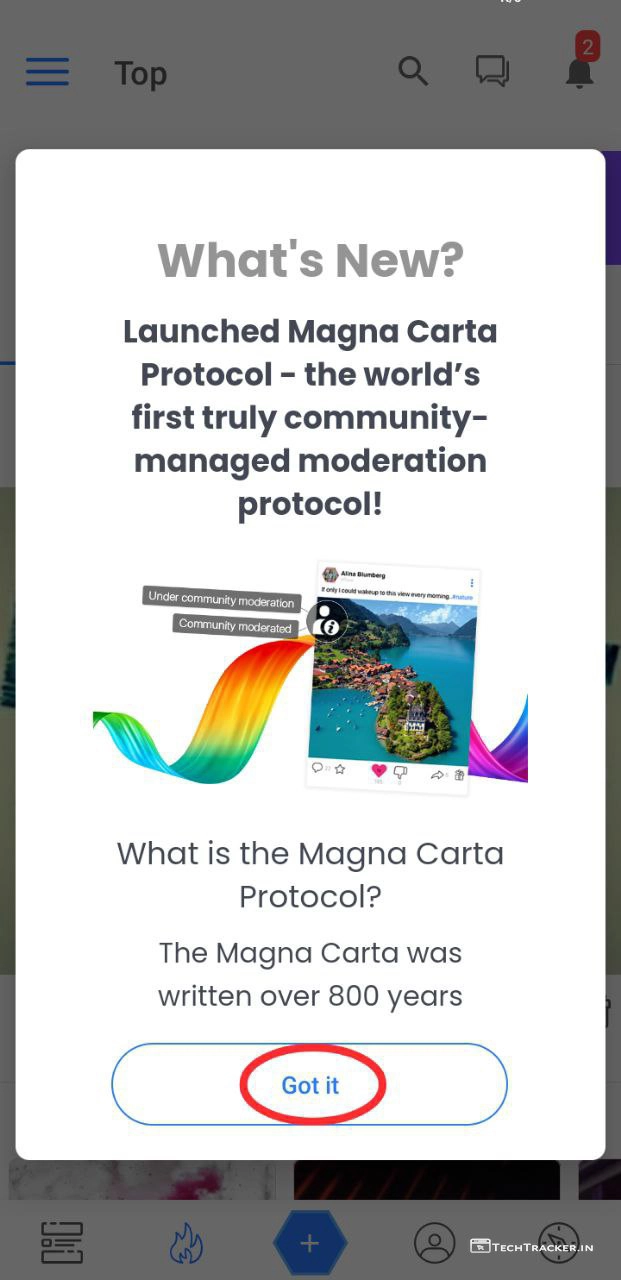 2
Top
What's New?
Launched Magna Carta
Protocol - the world’s
first truly community-
managed moderation
protocol!
Alina Blumberg
If only I could wakeup to this view every morning. #nature
Under community moderation
Community moderated
What is the Magna Carta
Protocol?
The Magna Carta was
written over 800 years
Got it
TechTracker.in